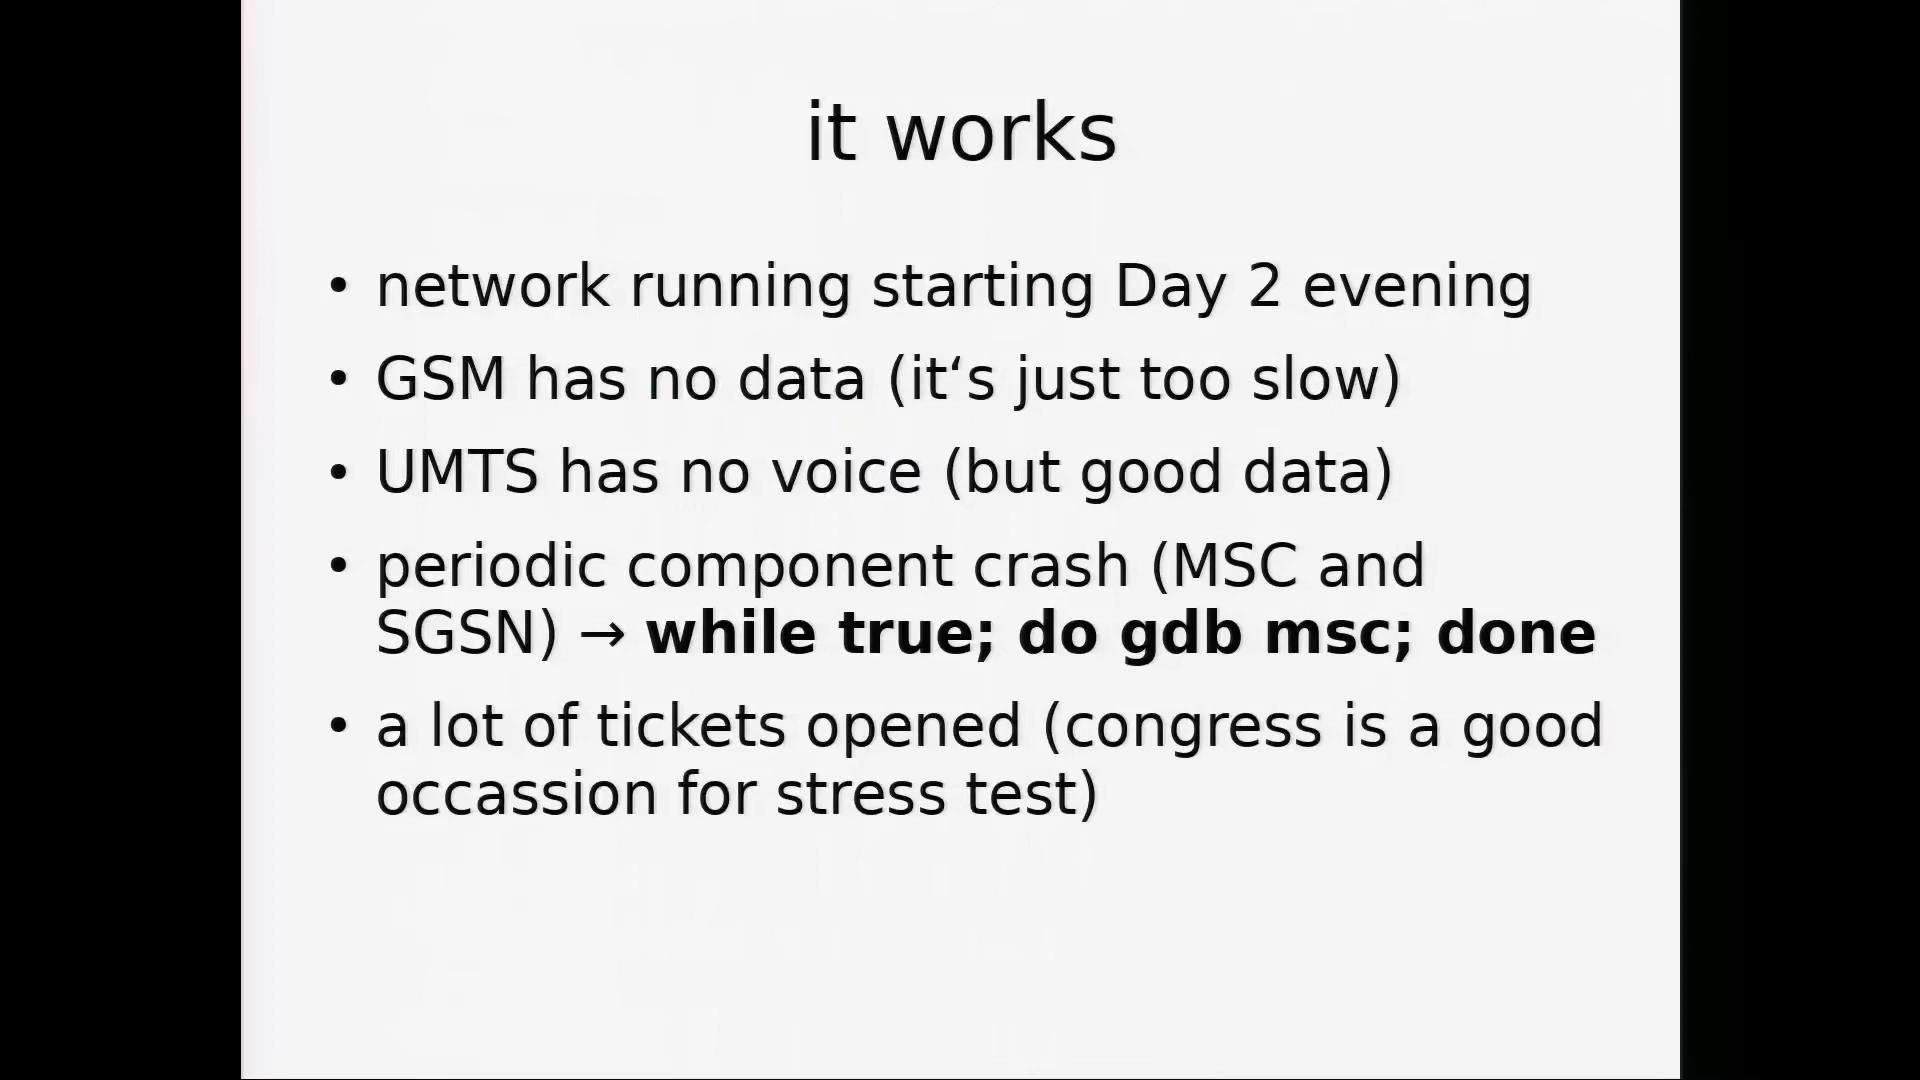 it works
• network running starting Day 2 evening
• GSM has no data (it‘s just too slow)
• UMTS has no voice (but good data)
• periodic component crash (MSC and
SGSN) → while true; do gdb msc; done
• a lot of tickets opened (congress is a good
occassion for stress test)